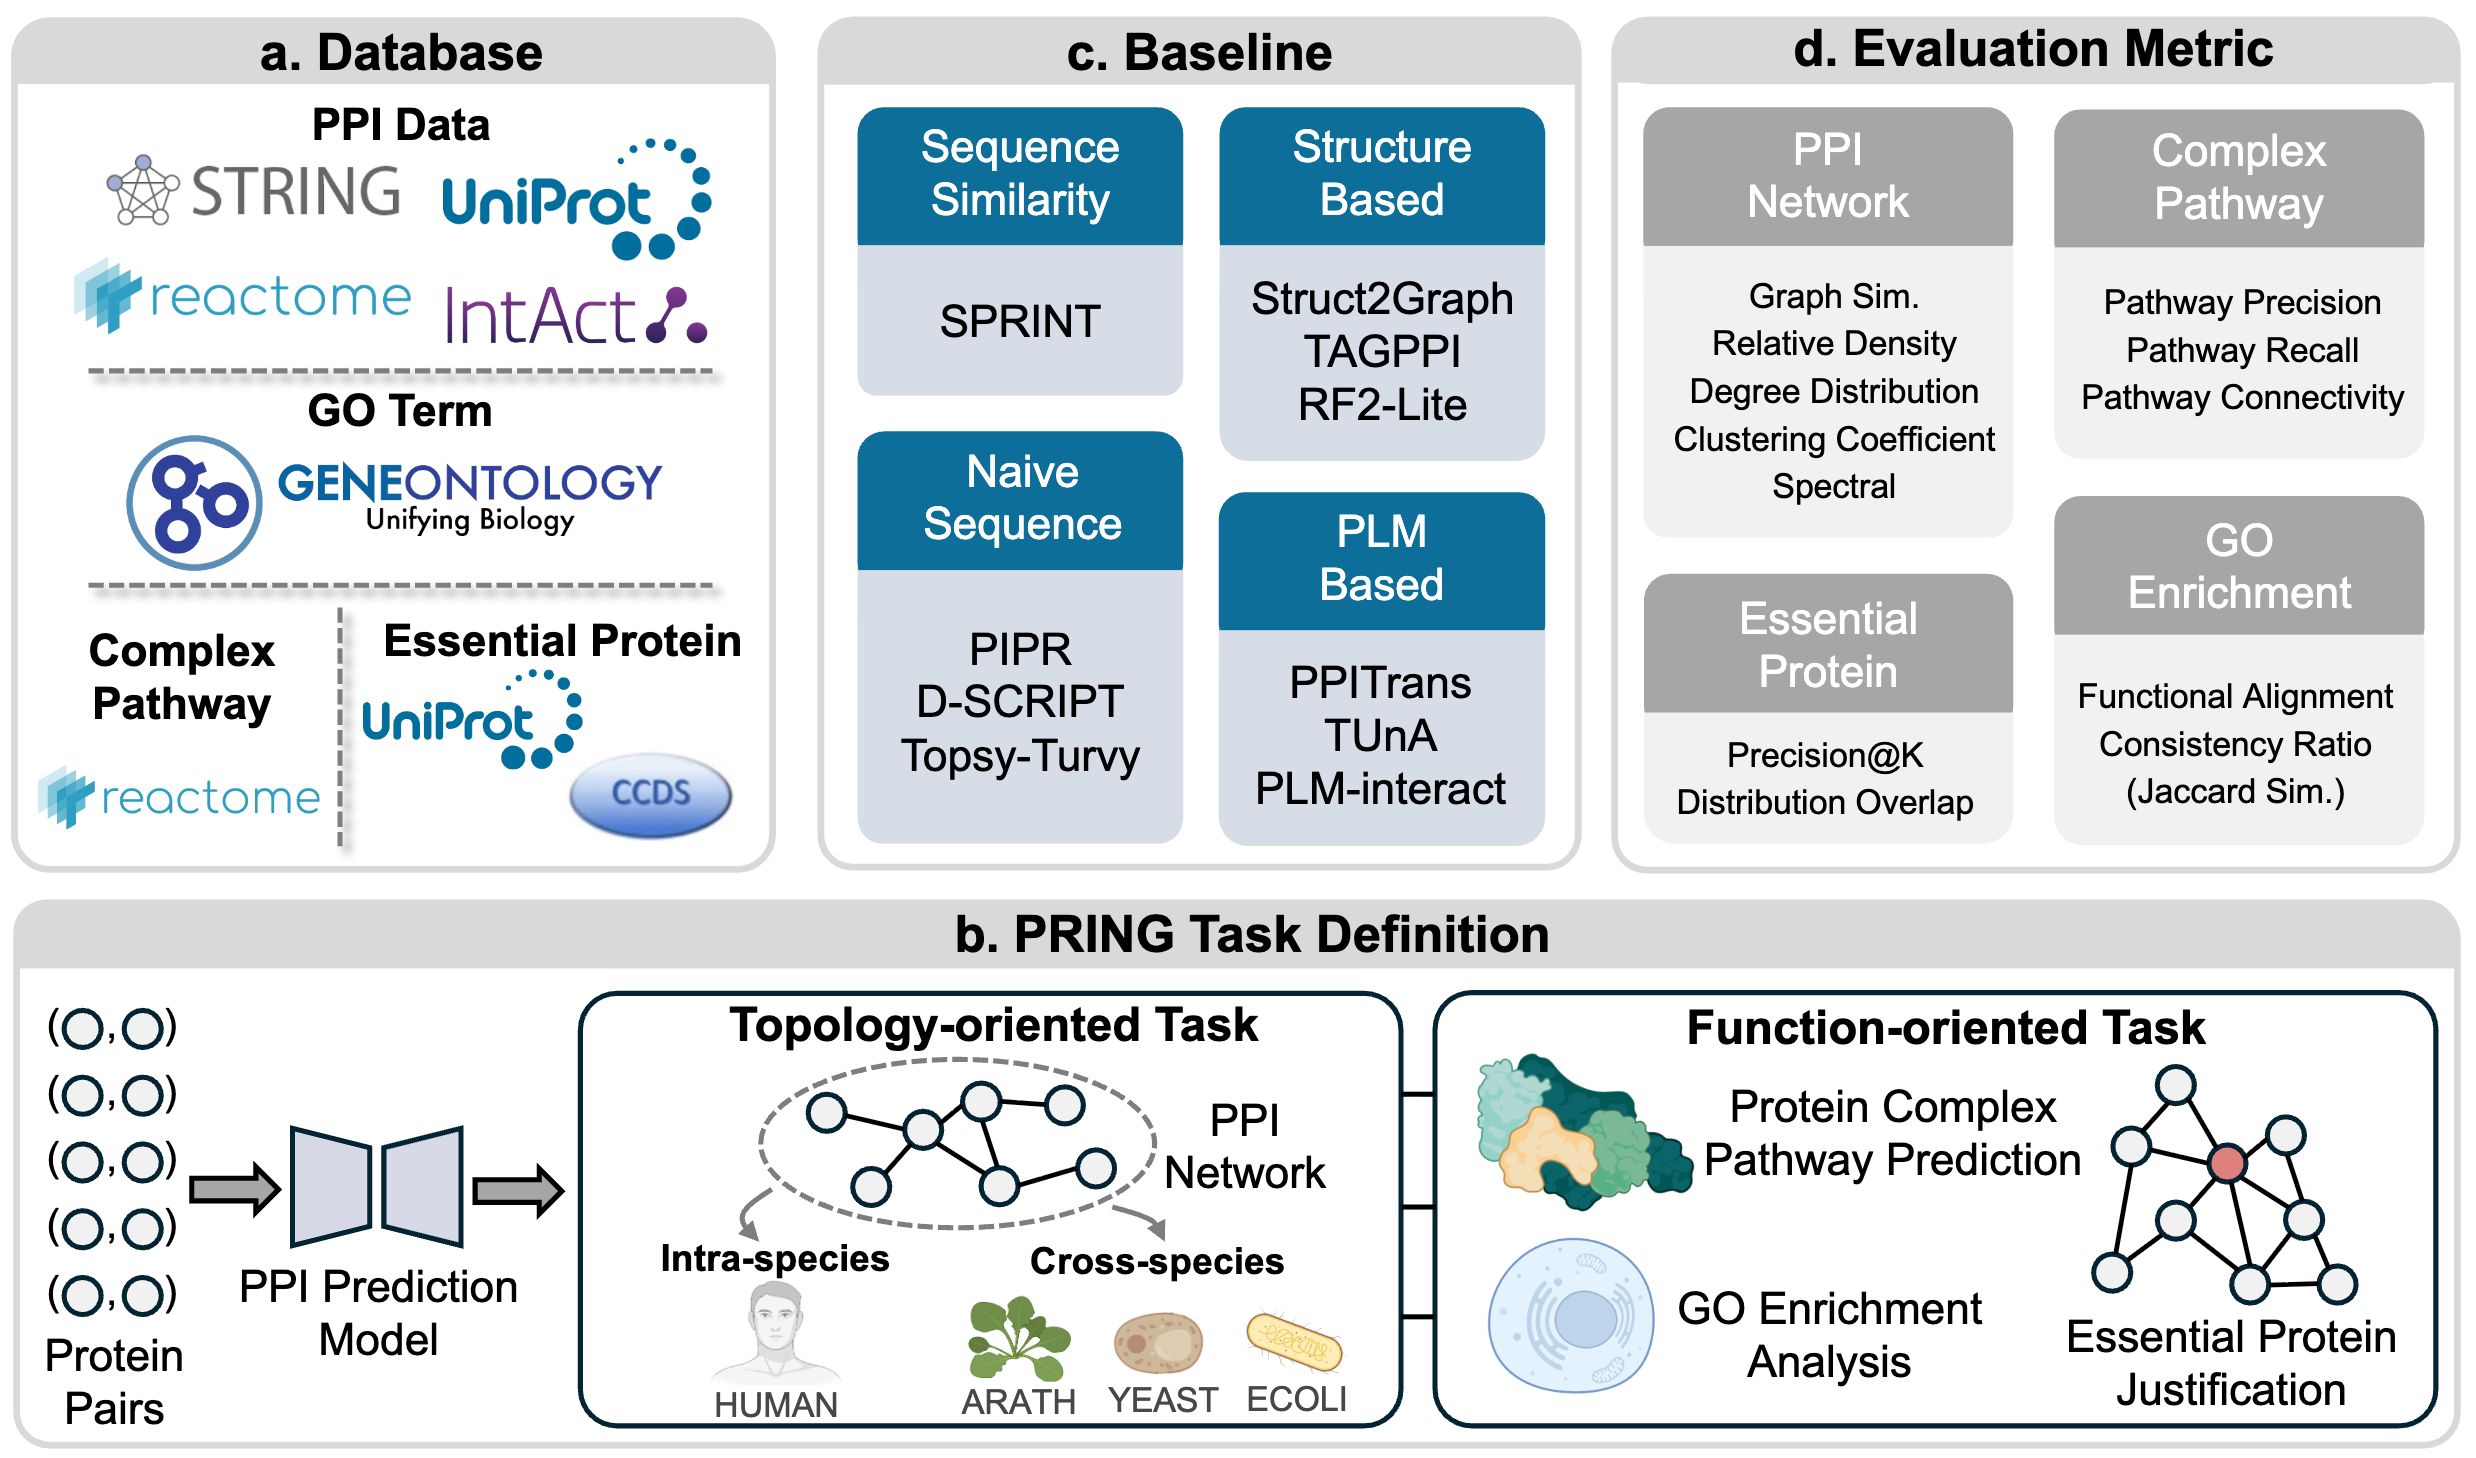 a. Database
PPI Data
STRING
UniProt
reactome
IntAct
GO Term
GENEONTOLOGY
Unifying Biology
Complex
Pathway
reactome
Essential Protein
UniProt
CCDS
c. Baseline
Sequence
Similarity
SPRINT
Structure
Based
Struct2Graph
TAGPPI
RF2-Lite
Naive
Sequence
PIPR
D-SCRIPT
Topsy-Turvy
PLM
Based
PPITrans
TUnA
PLM-interact
d. Evaluation Metric
PPI
Network
Graph Sim.
Relative Density
Degree Distribution
Clustering Coefficient
Spectral
Complex
Pathway
Pathway Precision
Pathway Recall
Pathway Connectivity
Essential
Protein
Precision@K
Distribution Overlap
GO
Enrichment
Functional Alignment
Consistency Ratio
(Jaccard Sim.)
b. PRING Task Definition
( , )
( , )
( , )
( , )
( , )
Protein
Pairs
PPI Prediction
Model
Topology-oriented Task
PPI
Network
Intra-species
HUMAN
Cross-species
ARATH
YEAST
ECOLI
Function-oriented Task
Protein Complex
Pathway Prediction
GO Enrichment
Analysis
Essential Protein
Justification